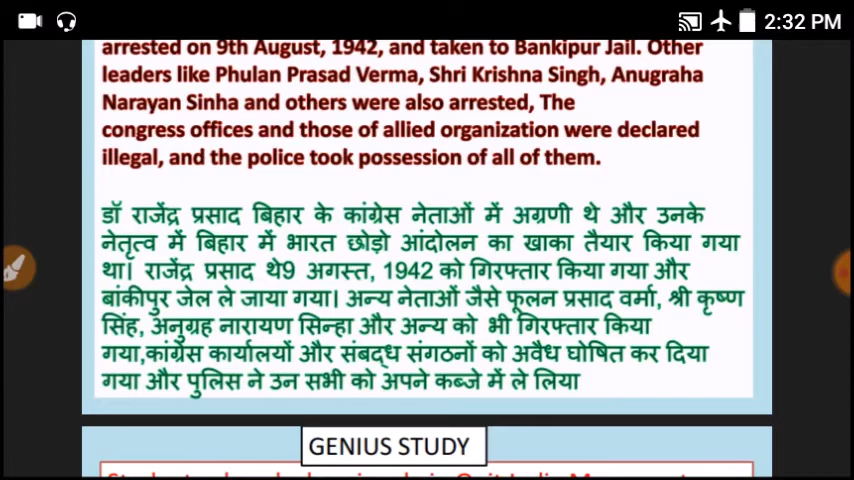 2:32 PM
arrested on 9th August, 1942, and taken to Bankipur Jail. Other
leaders like Phulan Prasad Verma, Shri Krishna Singh, Anugraha
Narayan Sinha and others were also arrested, The
congress offices and those of allied organization were declared
illegal, and the police took possession of all of them.
डॉ राजेंद्र प्रसाद बिहार के कांग्रेस नेताओं में अग्रणी थे और उनके
नेतृत्व में बिहार में भारत छोड़ो आंदोलन का खाका तैयार किया गया
था। राजेंद्र प्रसाद थे9 अगस्त, 1942 को गिरफ्तार किया गया और
बांकीपुर जेल ले जाया गया। अन्य नेताओं जैसे फूलन प्रसाद वर्मा, श्री कृष्ण
सिंह, अनुग्रह नारायण सिन्हा और अन्य को भी गिरफ्तार किया
गया,कांग्रेस कार्यालयों और संबद्ध संगठनों को अवैध घोषित कर दिया
गया और पुलिस ने उन सभी को अपने कब्जे में ले लिया
GENIUS STUDY